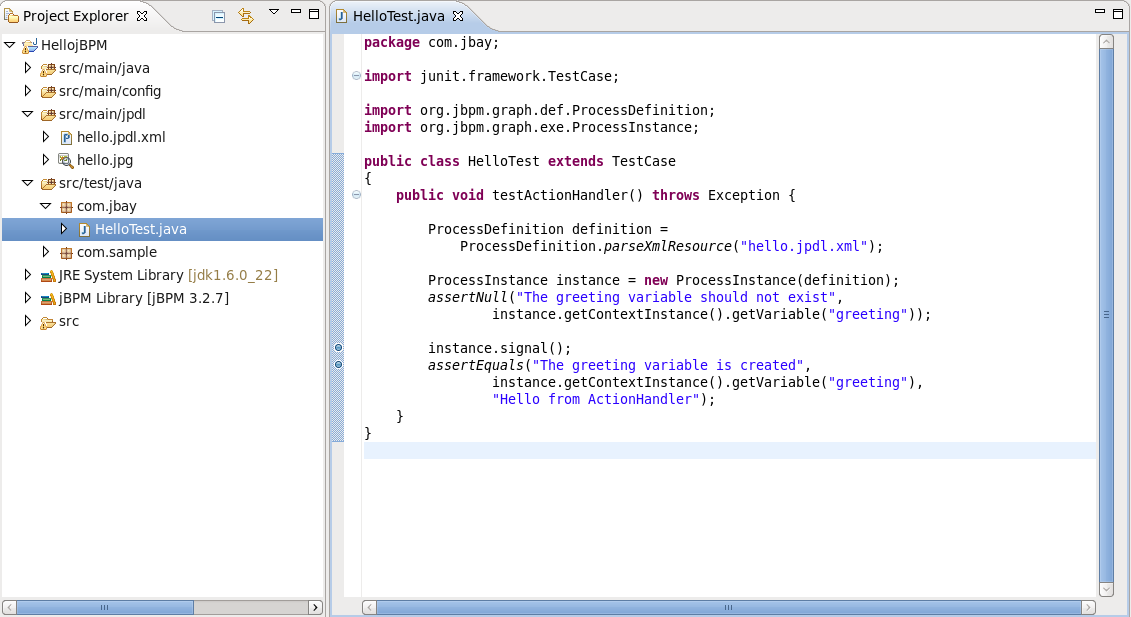 Project Explorer
HellojBPM
src/main/java
src/main/config
src/main/jpdl
hello.jpdl.xml
hello.jpg
src/test/java
com.jbay
HelloTest.java
com.sample
JRE System Library [jdk1.6.0_22]
jBPM Library [jBPM 3.2.7]
src
HelloTest.java
package com.jbay;
import junit.framework.TestCase;
import org.jbpm.graph.def.ProcessDefinition;
import org.jbpm.graph.exe.ProcessInstance;
public class HelloTest extends TestCase
{
public void testActionHandler() throws Exception {
ProcessDefinition definition =
ProcessDefinition.parseXmlResource("hello.jpdl.xml");
ProcessInstance instance = new ProcessInstance(definition);
assertNull("The greeting variable should not exist",
instance.getContextInstance().getVariable("greeting"));
instance.signal();
assertEquals("The greeting variable is created",
instance.getContextInstance().getVariable("greeting"),
"Hello from ActionHandler");
}
}